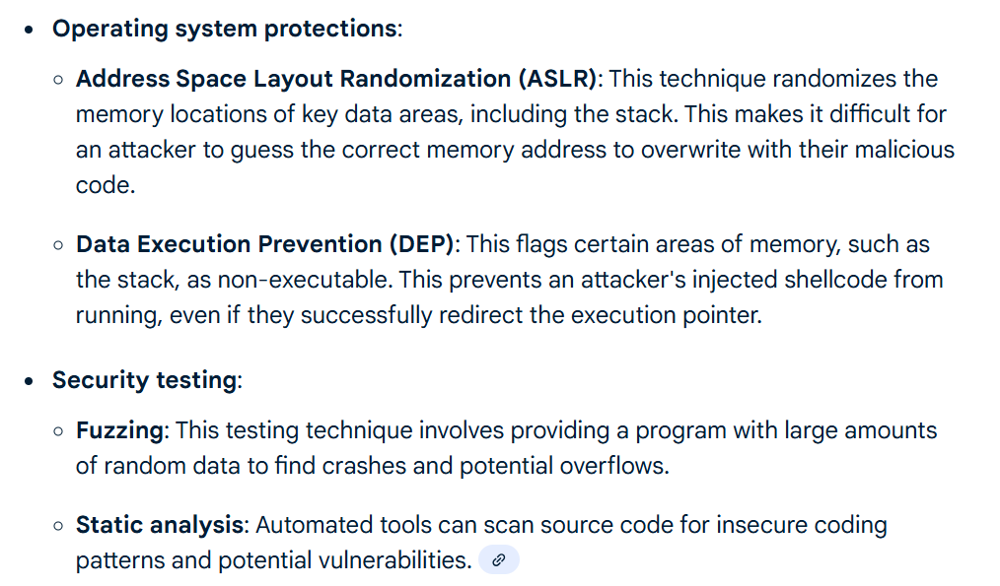 • Operating system protections:
◦ Address Space Layout Randomization (ASLR): This technique randomizes the
memory locations of key data areas, including the stack. This makes it difficult for
an attacker to guess the correct memory address to overwrite with their malicious
code.
◦ Data Execution Prevention (DEP): This flags certain areas of memory, such as
the stack, as non-executable. This prevents an attacker's injected shellcode from
running, even if they successfully redirect the execution pointer.
• Security testing:
◦ Fuzzing: This testing technique involves providing a program with large amounts
of random data to find crashes and potential overflows.
◦ Static analysis: Automated tools can scan source code for insecure coding
patterns and potential vulnerabilities.